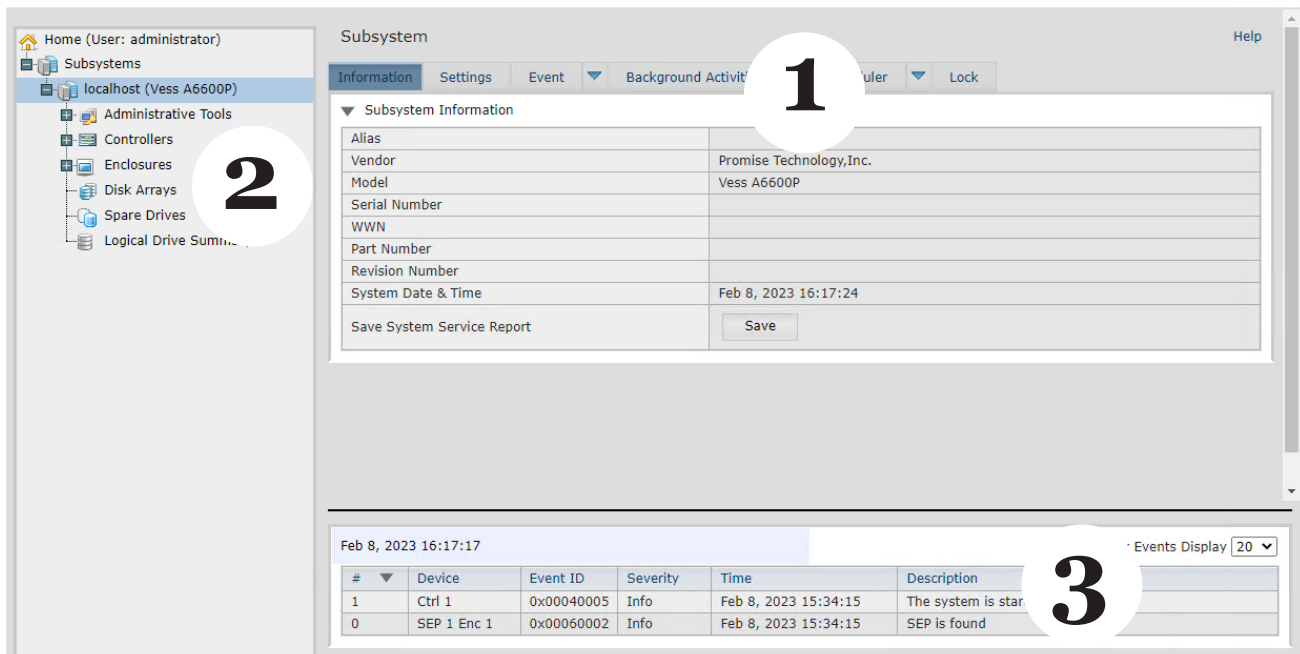 Home (User: administrator)
Subsystems
localhost (Vess A6600P)
Administrative Tools
Controllers
Enclosures
Disk Arrays
Spare Drives
Logical Drive
2
Subsystem Help
Information Settings Event Background Lock
1
Subsystem Information
Alias
Vendor Promise Technology,Inc.
Model Vess A6600P
Serial Number
WWN
Part Number
Revision Number
System Date & Time Feb 8, 2023 16:17:24
Save System Service Report Save
Feb 8, 2023 16:17:17 Events Display 20
# Device Event ID Severity Time Description
1 Ctrl 1 0x00040005 Info Feb 8, 2023 15:34:15 The system is
0 SEP 1 Enc 1 0x00060002 Info Feb 8, 2023 15:34:15 SEP is found
3